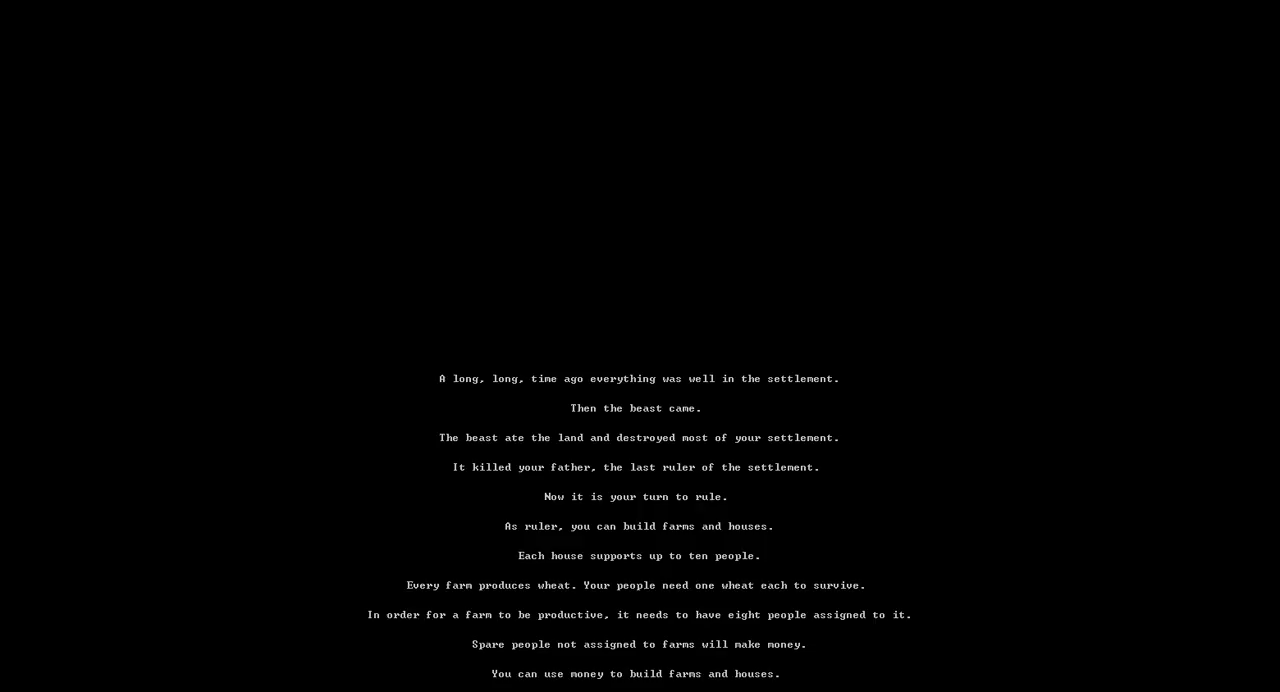 A long, long, time ago everything was well in the settlement.
Then the beast came.
The beast ate the land and destroyed most of your settlement.
It killed your father, the last ruler of the settlement.
Now it is your turn to rule.
As ruler, you can build farms and houses.
Each house supports up to ten people.
Every farm produces wheat. Your people need one wheat each to survive.
In order for a farm to be productive, it needs to have eight people assigned to it.
Spare people not assigned to farms will make money.
You can use money to build farms and houses.